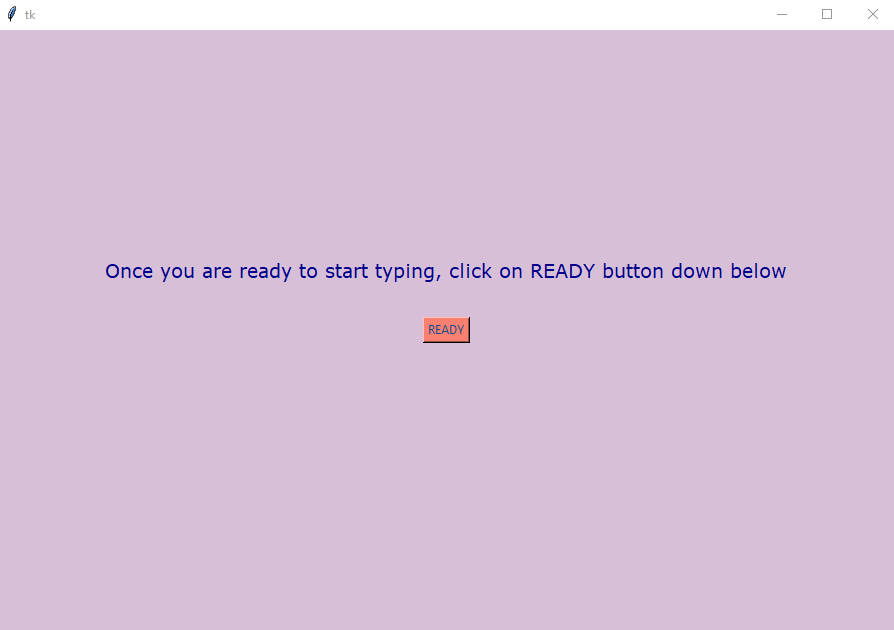 tk
Once you are ready to start typing, click on READY button down below
READY